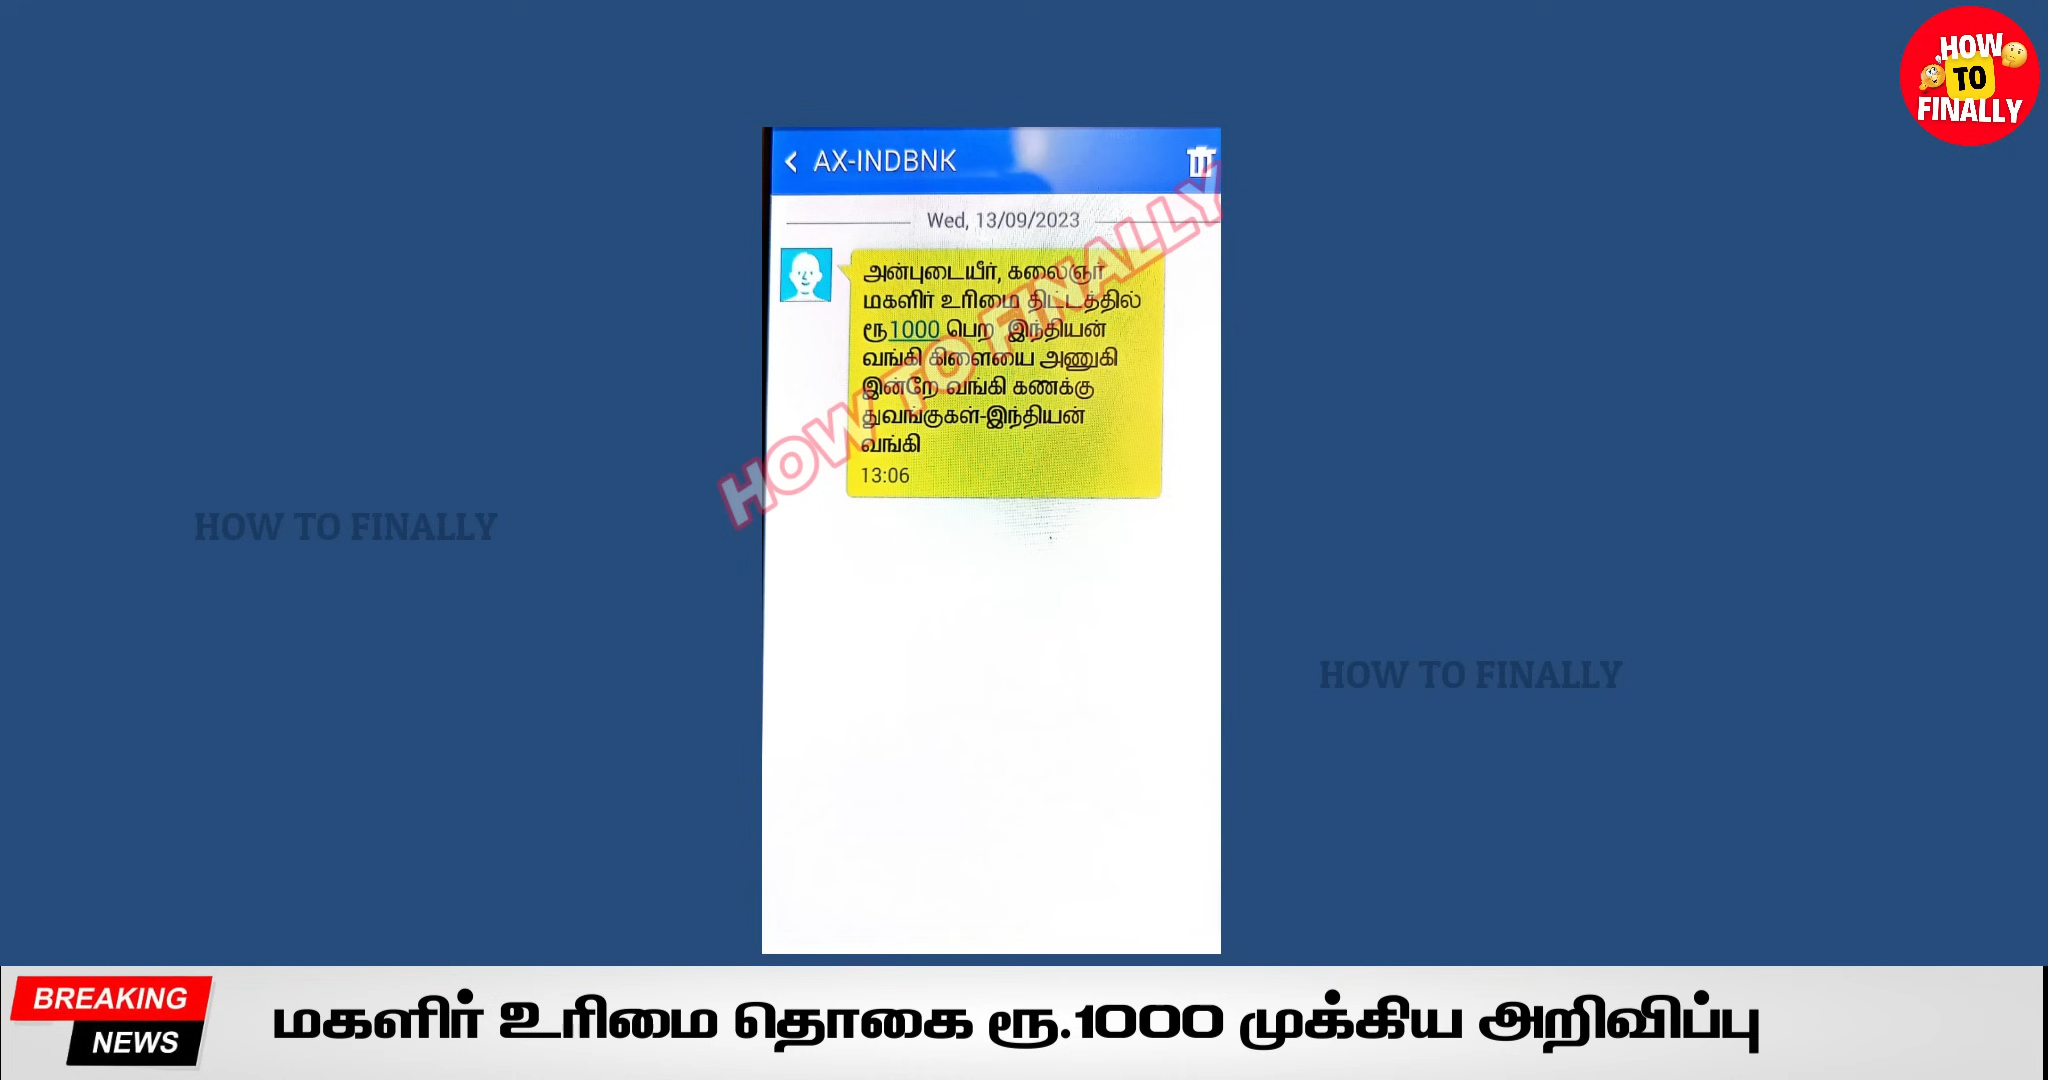 HOW
TO
FINALLY
AX-INDBNK
Wed, 13/09/2023
அன்புடையீர், கலைஞர்
மகளிர் உரிமை திட்டத்தில்
ரூ1000 பெற இந்தியன்
வங்கி கிளையை அணுகி
இன்றே வங்கி கணக்கு
துவங்குகள்-இந்தியன்
வங்கி
13:06
HOW TO FINALLY
HOW TO FINALLY
HOW TO FINALLY
BREAKING
NEWS
மகளிர் உரிமை தொகை ரூ.1000 முக்கிய அறிவிப்பு